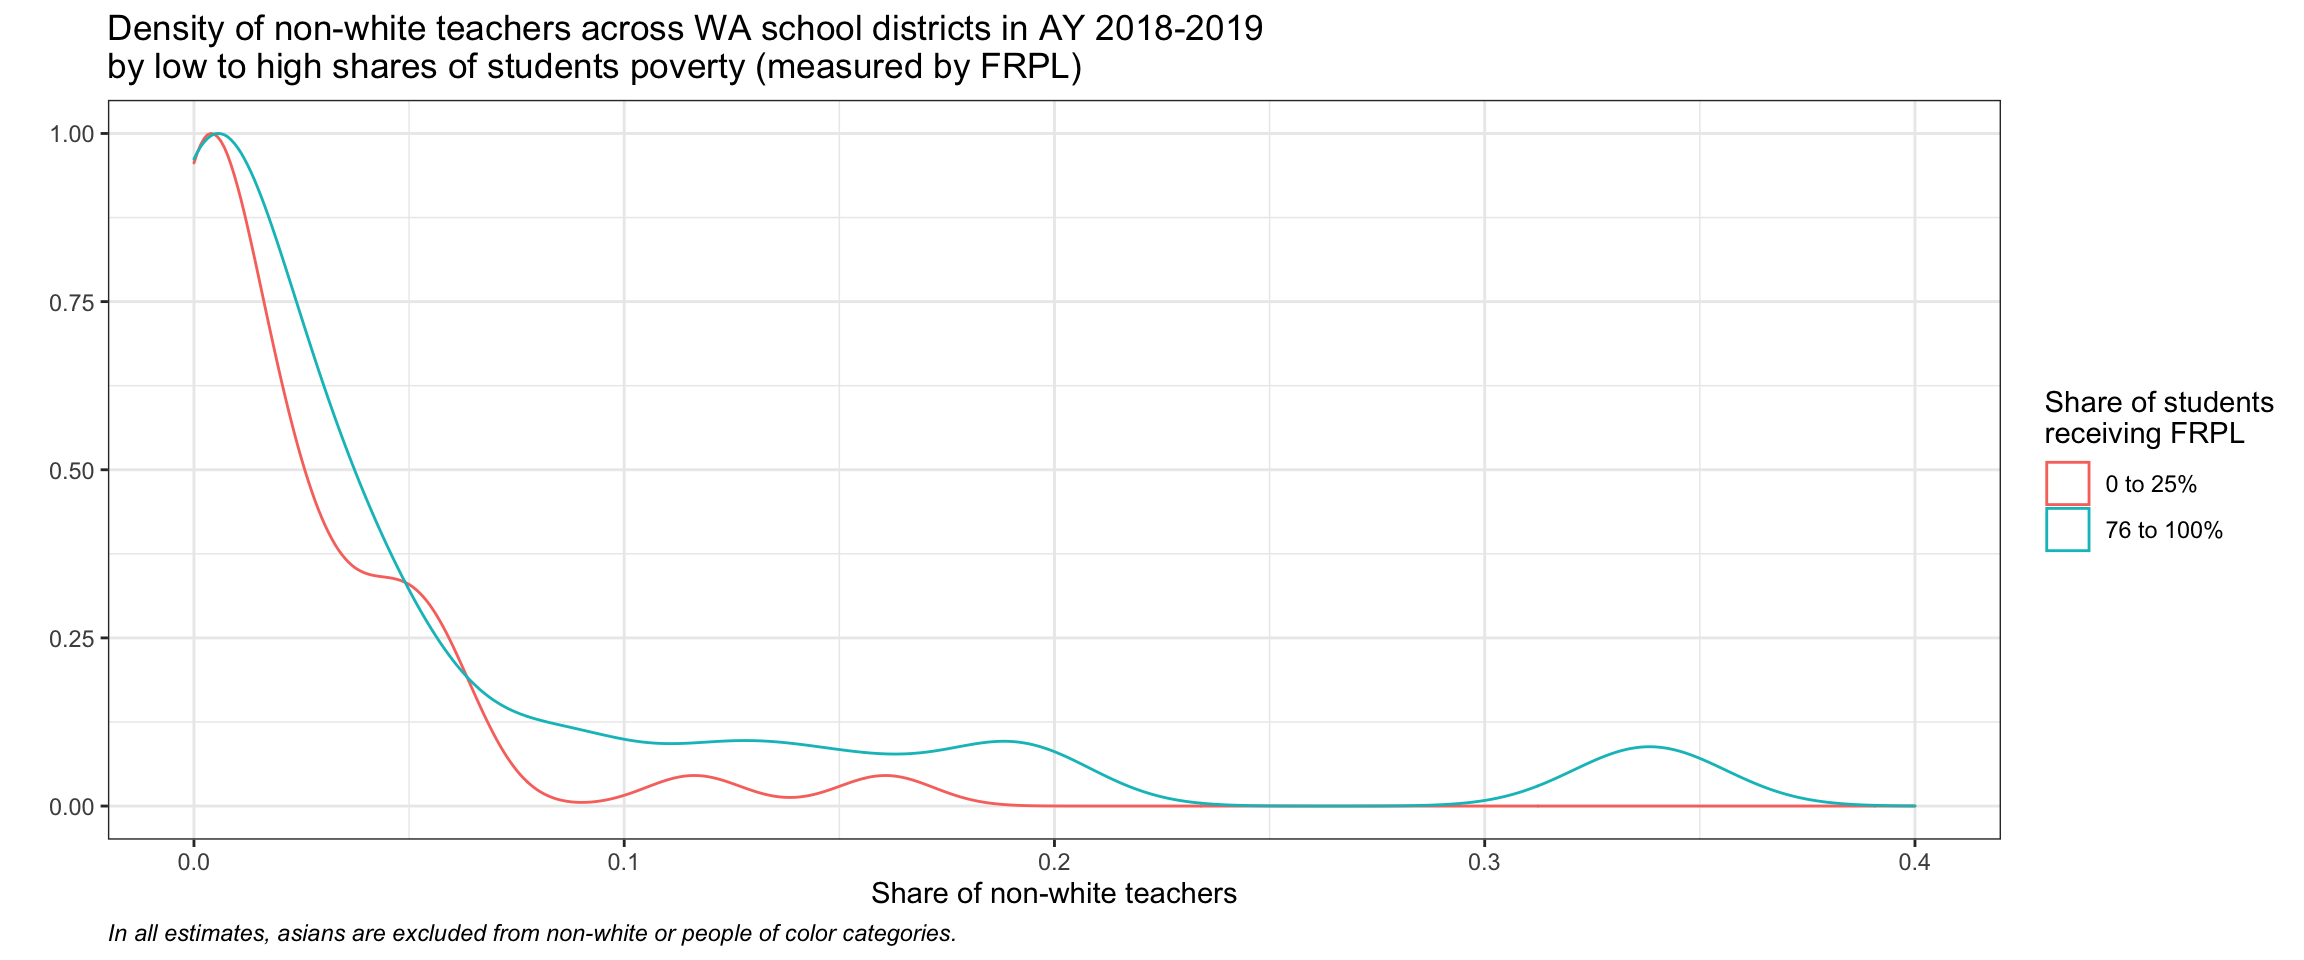 Density of non-white teachers across WA school districts in AY 2018-2019
by low to high shares of students poverty (measured by FRPL)
1.00
0.75
0.50
0.25
0.00
0.0
0.1
0.2
0.3
0.4
Share of non-white teachers
In all estimates, asians are excluded from non-white or people of color categories.
Share of students
receiving FRPL
0 to 25%
76 to 100%